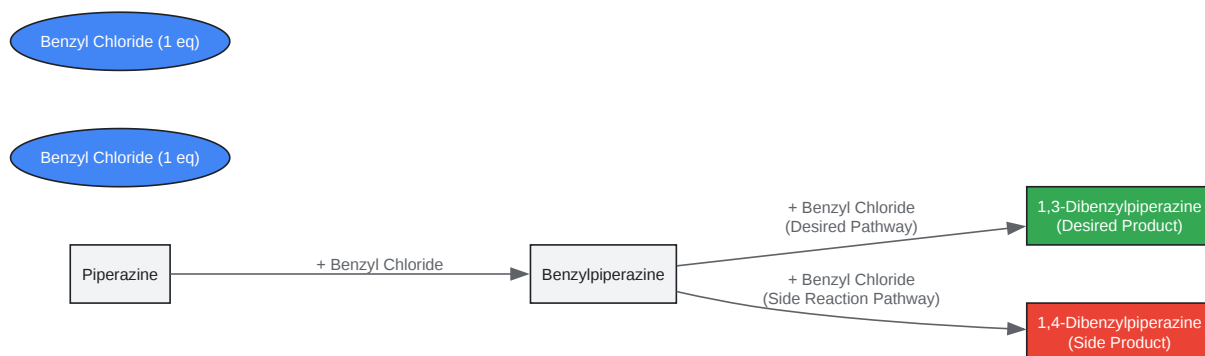 Benzyl Chloride (1 eq)
Benzyl Chloride (1 eq)
Piperazine
+ Benzyl Chloride
Benzylpiperazine
+ Benzyl Chloride
(Desired Pathway)
1,3-Dibenzylpiperazine
(Desired Product)
+ Benzyl Chloride
(Side Reaction Pathway)
1,4-Dibenzylpiperazine
(Side Product)